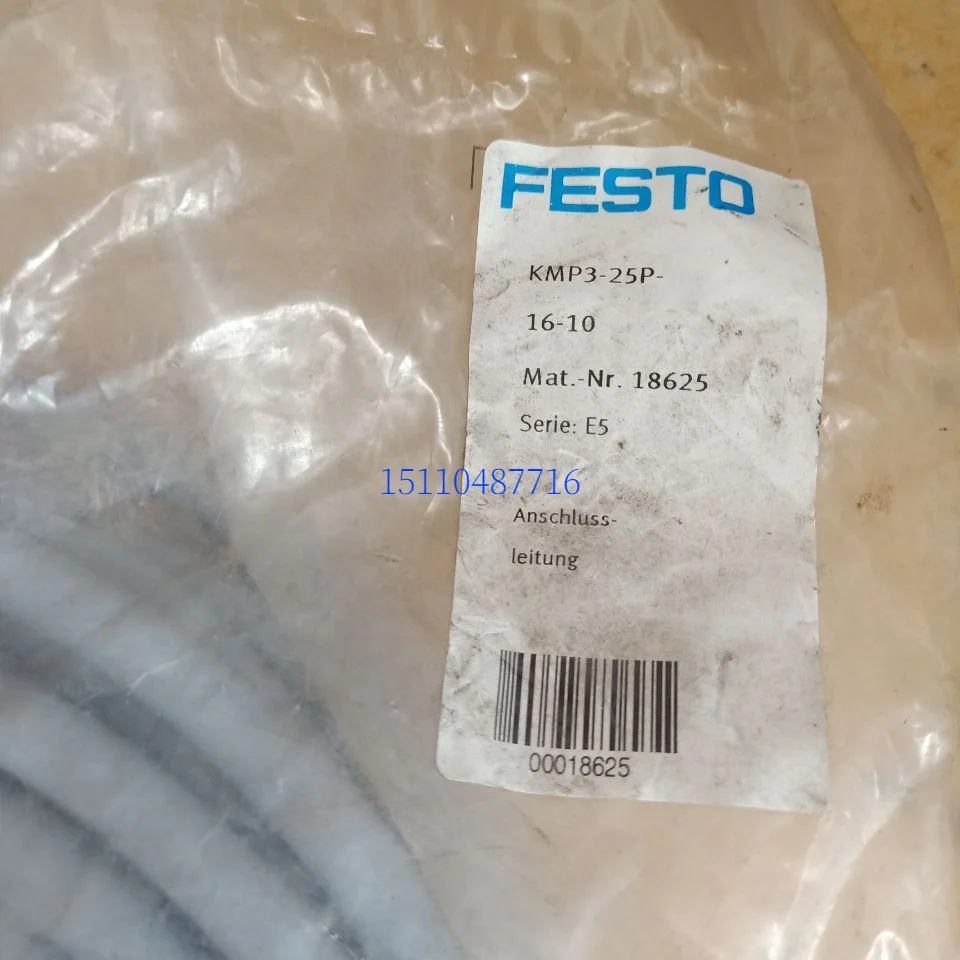 FESTO
KMP3-25P-
16-10
Mat.-Nr. 18625
Serie: E5
15110487716
Anschluss-
leitung
00018625